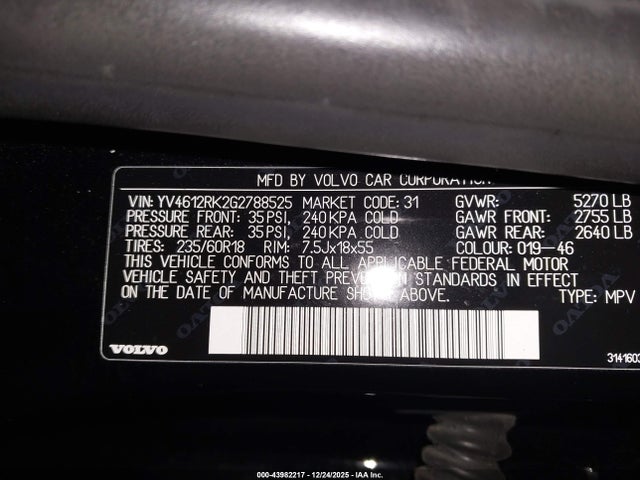 MFD BY VOLVO CAR CORPORATION
VIN: YV4612RK2G2788525 MARKET CODE: 31 GVWR: 5270 LB
PRESSURE FRONT: 35 PSI, 240 KPA COLD GAWR FRONT: 2755 LB
PRESSURE REAR: 35 PSI, 240 KPA COLD GAWR REAR: 2640 LB
TIRES: 235/60R18 RIM: 7.5Jx18x55 COLOUR: 019-46
THIS VEHICLE CONFORMS TO ALL APPLICABLE FEDERAL MOTOR
VEHICLE SAFETY AND THEFT PREVENTION STANDARDS IN EFFECT
ON THE DATE OF MANUFACTURE SHOWN ABOVE. TYPE: MPV
VOLVO 3141603
000-43982217 - 12/24/2025 - Copyright © IAA, Inc.